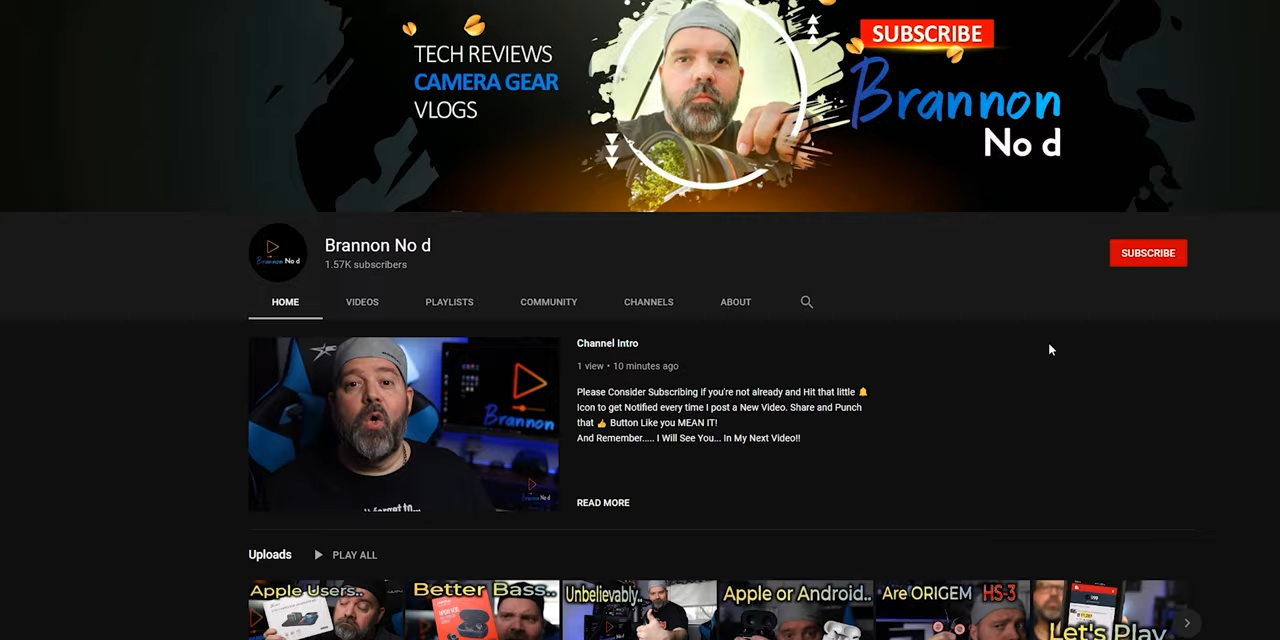 TECH REVIEWS
CAMERA GEAR
VLOGS
SUBSCRIBE
Brannon
No d
Brannon No d
Brannon No d
1.57K subscribers
SUBSCRIBE
HOME
VIDEOS
PLAYLISTS
COMMUNITY
CHANNELS
ABOUT
Brannon
Brannon No d
Channel Intro
1 view • 10 minutes ago
Please Consider Subscribing if you're not already and Hit that little 🔔
Icon to get Notified every time I post a New Video. Share and Punch
that 👍 Button Like you MEAN IT!
And Remember..... I Will See You... In My Next Video!!
READ MORE
Uploads
PLAY ALL
Apple Users..
Better Bass..
Unbelievably..
Apple or Android..
Are ORIGEM HS-3
Let's Play